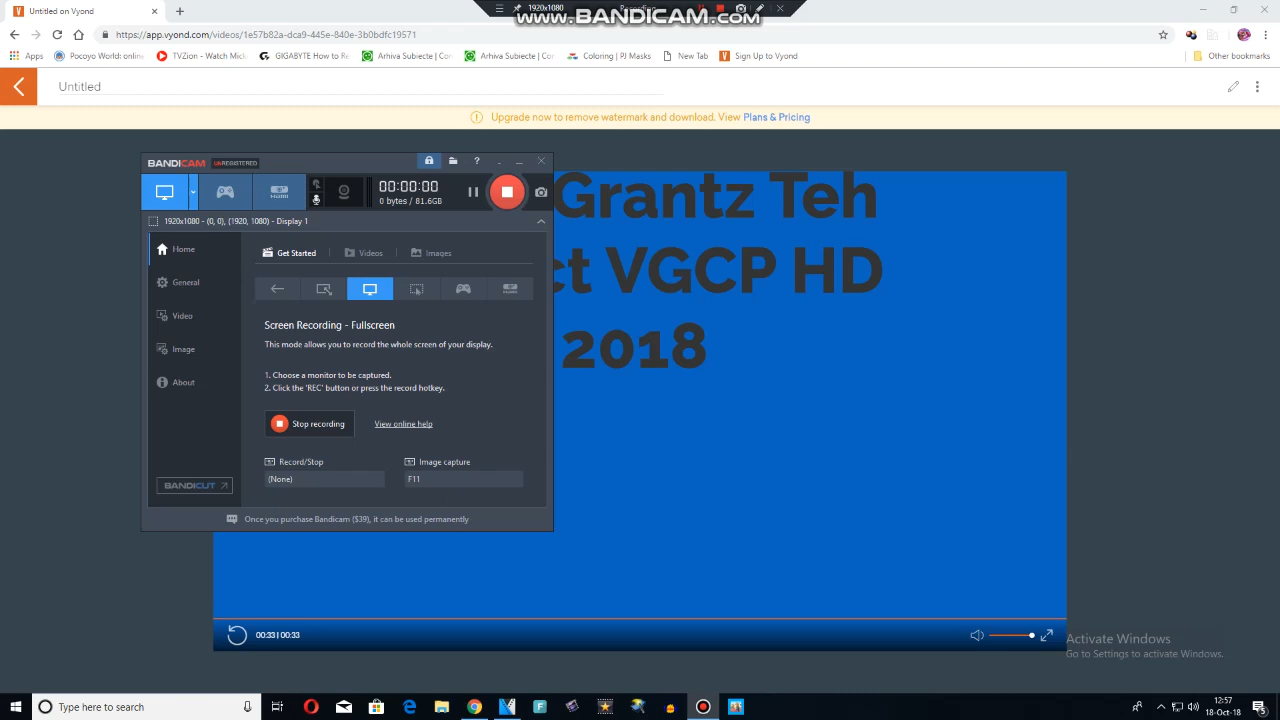 Untitled on Vyond
1920x1080
Recording
www.BANDICAM.com
https://app.vyond.com/videos/1e57b82a-dca9-445e-840e-3b0bdfc19571
Apps
Pocoyo World: online
TVZion - Watch Mick
GIGABYTE How to Re
Arhiva Subiecte | Con
Arhiva Subiecte | Cor
Coloring | PJ Masks
New Tab
Sign Up to Vyond
Other bookmarks
Untitled
Upgrade now to remove watermark and download. View Plans & Pricing
BANDICAM UNREGISTERED
HDMI
00:00:00
0 bytes / 81.6GB
1920x1080 - (0, 0), (1920, 1080) - Display 1
Home
General
Video
Image
About
BANDICUT
Get Started
Videos
Images
Screen Recording - Fullscreen
This mode allows you to record the whole screen of your display.
1. Choose a monitor to be captured.
2. Click the 'REC' button or press the record hotkey.
Stop recording
View online help
Record/Stop
Image capture
(None)
F11
Once you purchase Bandicam ($39), it can be used permanently
Grantz Teh
ct VGCP HD
2018
00:33 | 00:33
Activate Windows
Go to Settings to activate Windows.
Type here to search
12:57
18-Oct-18